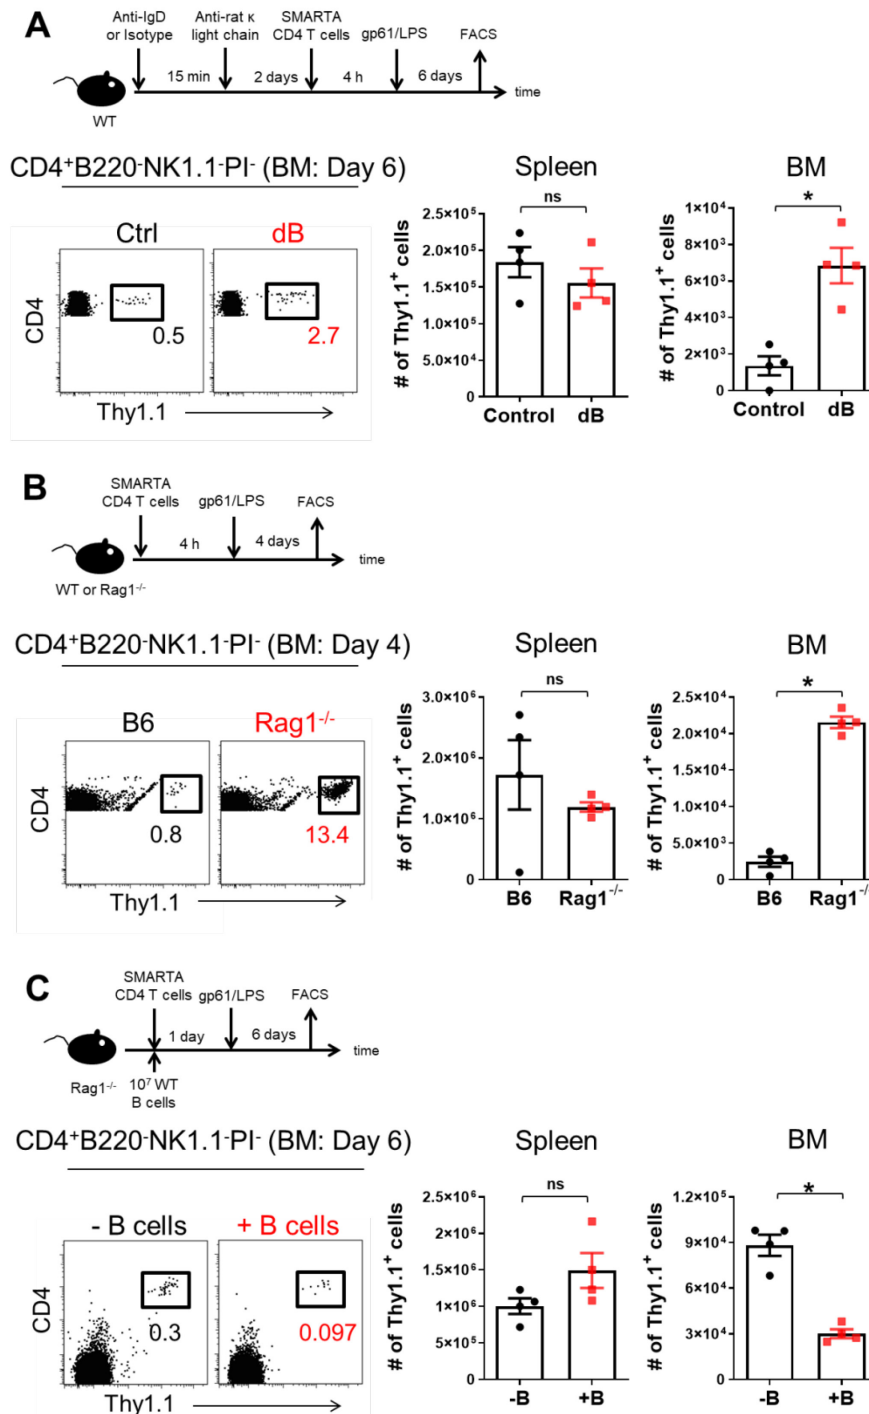 A
Anti-IgD
or Isotype
Anti-rat κ
light chain
SMARTA
CD4 T cells
gp61/LPS
FACS
15 min
2 days
4 h
6 days
time
WT
CD4⁺B220⁻NK1.1⁻PI⁻ (BM: Day 6)
Ctrl
dB
0.5
2.7
CD4
Thy1.1
Spleen
ns
# of Thy1.1⁺ cells
2.5×10⁵
2.0×10⁵
1.5×10⁵
1.0×10⁵
5.0×10⁴
0
Control
dB
BM
*
# of Thy1.1⁺ cells
1×10⁴
8×10³
6×10³
4×10³
2×10³
0
Control
dB
B
SMARTA
CD4 T cells
gp61/LPS
FACS
4 h
4 days
time
WT or Rag1⁻/⁻
CD4⁺B220⁻NK1.1⁻PI⁻ (BM: Day 4)
B6
Rag1⁻/⁻
0.8
13.4
CD4
Thy1.1
Spleen
ns
# of Thy1.1⁺ cells
3.0×10⁶
2.0×10⁶
1.0×10⁶
0
B6
Rag1⁻/⁻
BM
*
# of Thy1.1⁺ cells
2.5×10⁴
2.0×10⁴
1.5×10⁴
1.0×10⁴
5.0×10³
0
B6
Rag1⁻/⁻
C
SMARTA
CD4 T cells
gp61/LPS
FACS
1 day
6 days
time
Rag1⁻/⁻
10⁷ WT
B cells
CD4⁺B220⁻NK1.1⁻PI⁻ (BM: Day 6)
- B cells
+ B cells
0.3
0.097
CD4
Thy1.1
Spleen
ns
# of Thy1.1⁺ cells
2.5×10⁶
2.0×10⁶
1.5×10⁶
1×10⁶
5×10⁵
0
-B
+B
BM
*
# of Thy1.1⁺ cells
1.2×10⁵
9×10⁴
6×10⁴
3×10⁴
0
-B
+B